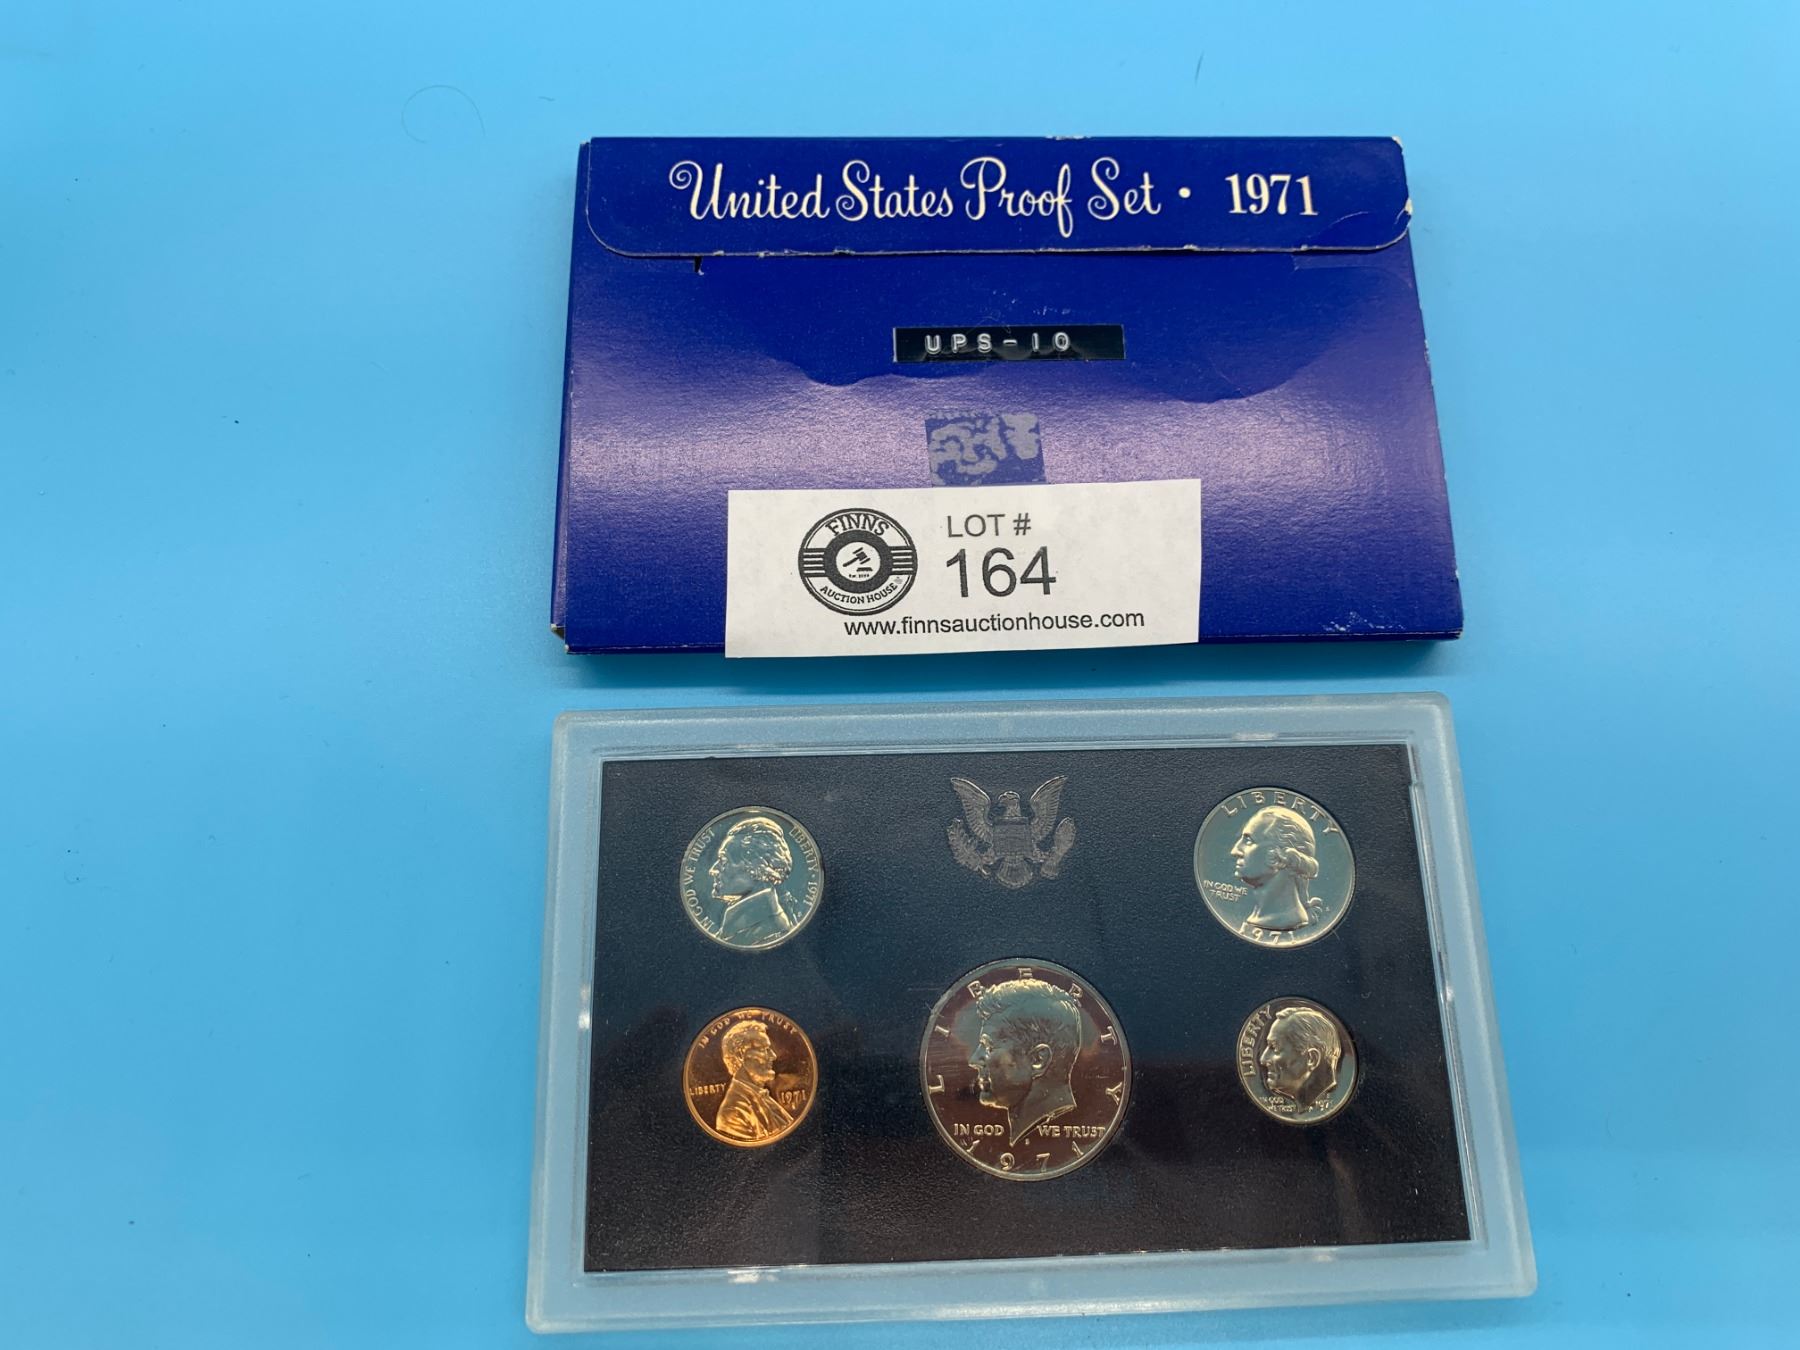 United States Proof Set • 1971
UPS-10
FINNS
AUCTION HOUSE
LOT #
164
www.finnsauctionhouse.com
IN GOD WE TRUST
LIBERTY • 1971
LIBERTY
IN GOD WE
TRUST
1971
IN GOD WE TRUST
LIBERTY
1971
LIBERTY
IN GOD WE TRUST
1971
LIBERTY
IN GOD
WE TRUST
1971